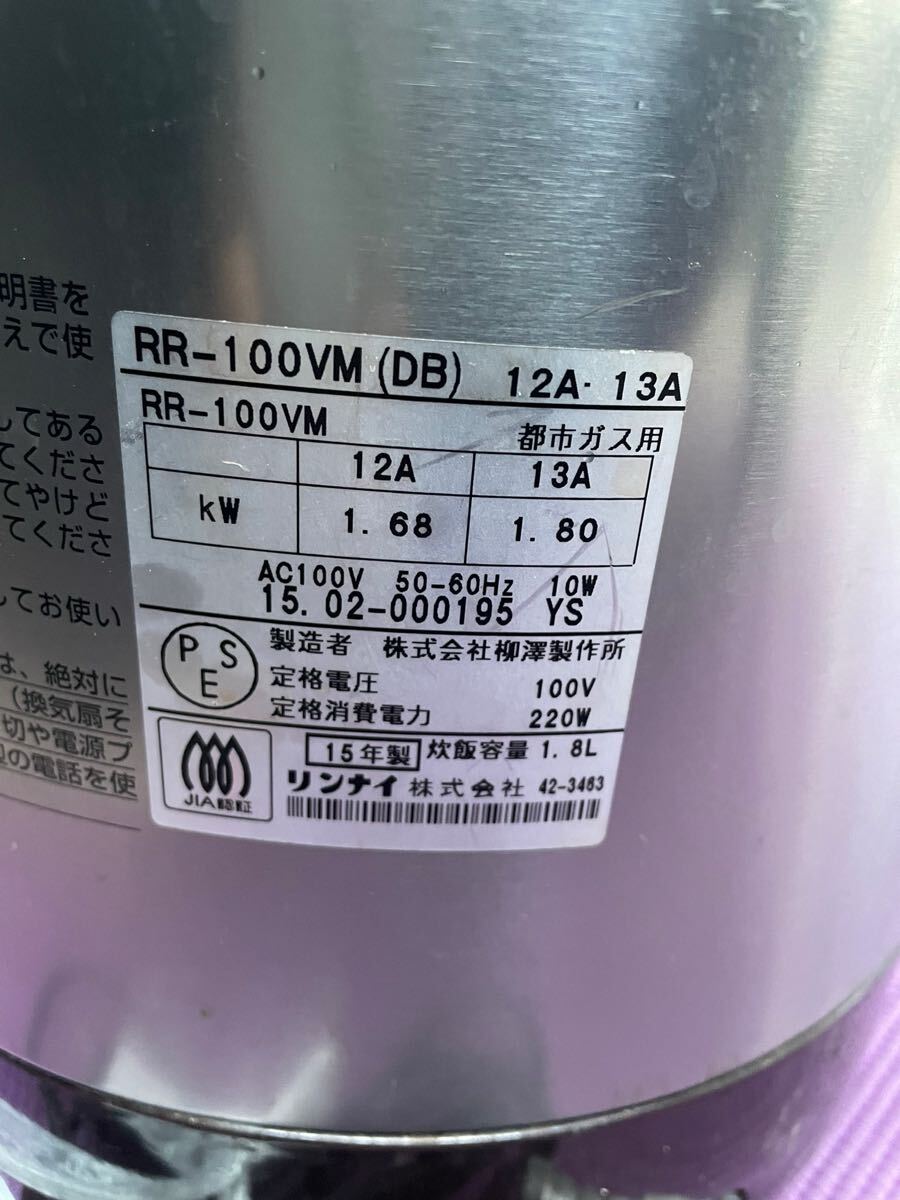 明書を
えで使
してある
てくださ
てやけど
てくださ
してお使い
は、絶対に
(換気扇そ
切や電源プ
の電話を使
RR-100VM(DB) 12A・13A
RR-100VM 都市ガス用
12A 13A
kW 1.68 1.80
AC100V 50-60Hz 10W
15.02-000195 YS
PSE
製造者 株式会社柳澤製作所
定格電圧 100V
定格消費電力 220W
15年製 炊飯容量 1.8L
JIA認証
リンナイ株式会社 42-3463